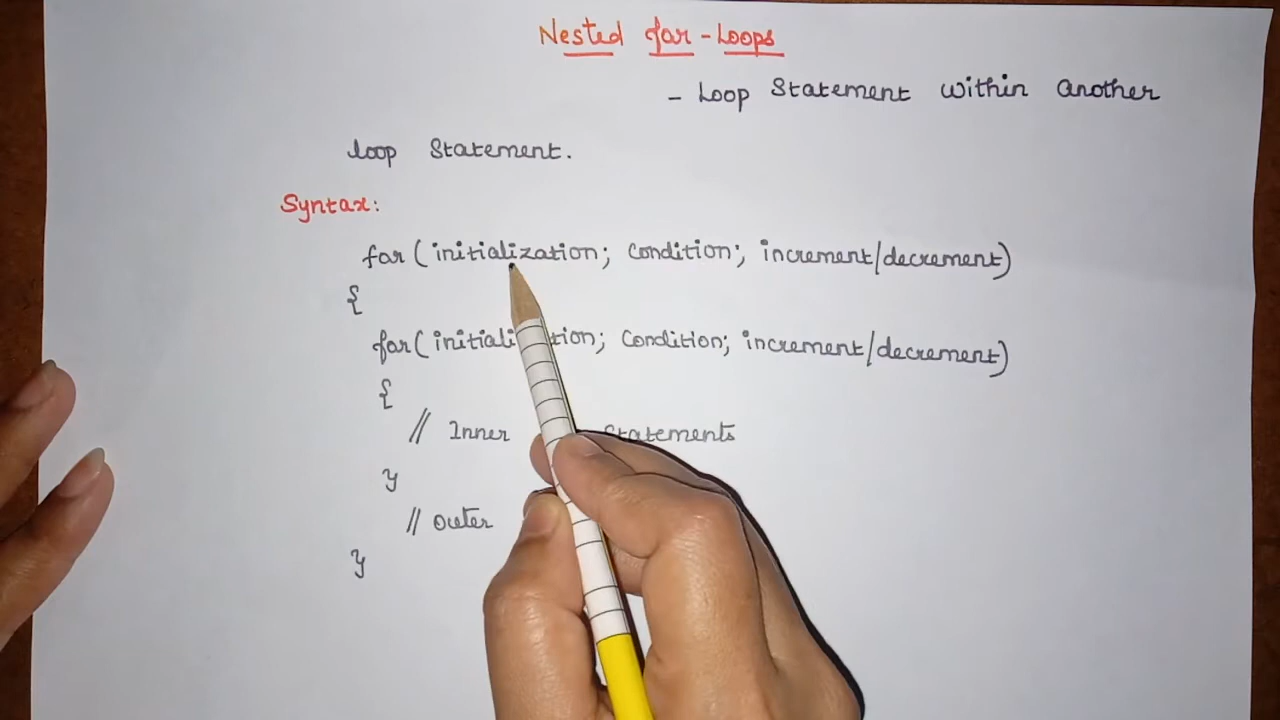 Nested for-Loops
- Loop Statement within another
loop Statement.
Syntax:
for(initialization; Condition; increment/decrement)
{
for(initiali tion; Condition; increment/decrement)
{
// Inner Statements
}
// Outer
}